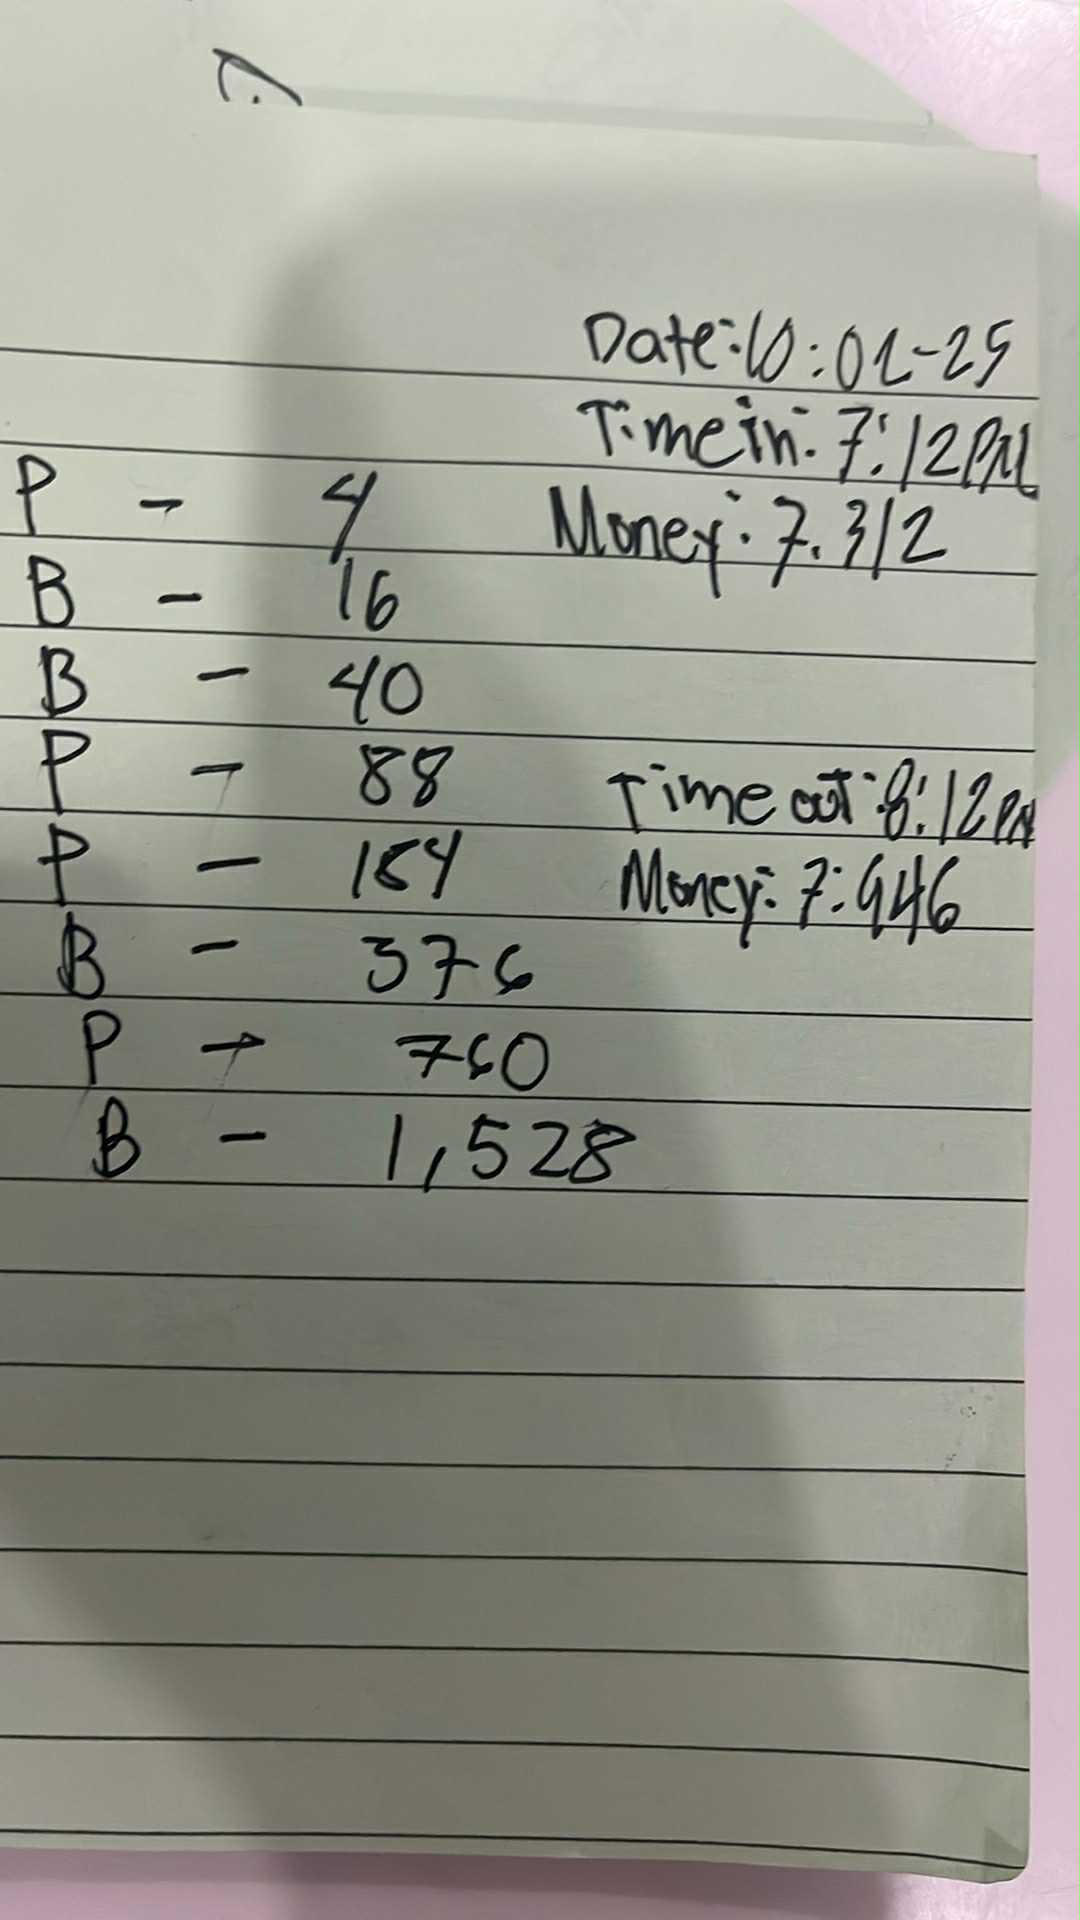 Date: 10:01-25
Time in: 7:12PM
P - 4
Money: 7.312
B - 16
B - 40
P - 88
Time out: 8:12PM
P - 184
Money: 7:946
B - 376
P - 760
B - 1,528